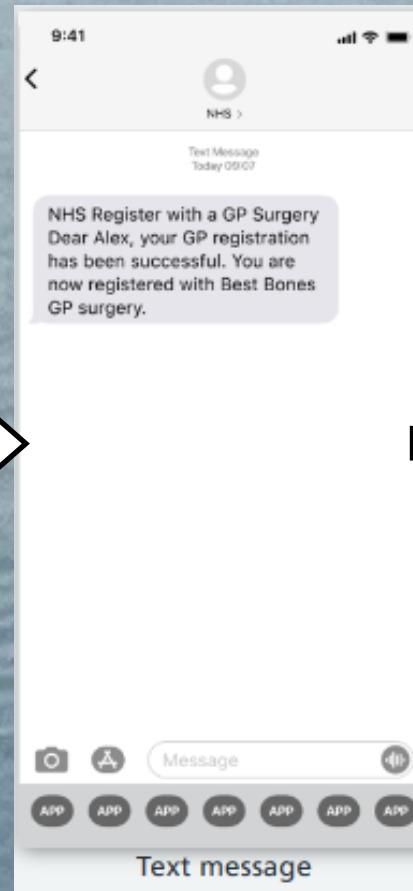 9:41
NHS >
Text Message
Today 09:07
NHS Register with a GP Surgery
Dear Alex, your GP registration
has been successful. You are
now registered with Best Bones
GP surgery.
Message
APP APP APP APP APP APP APP
Text message